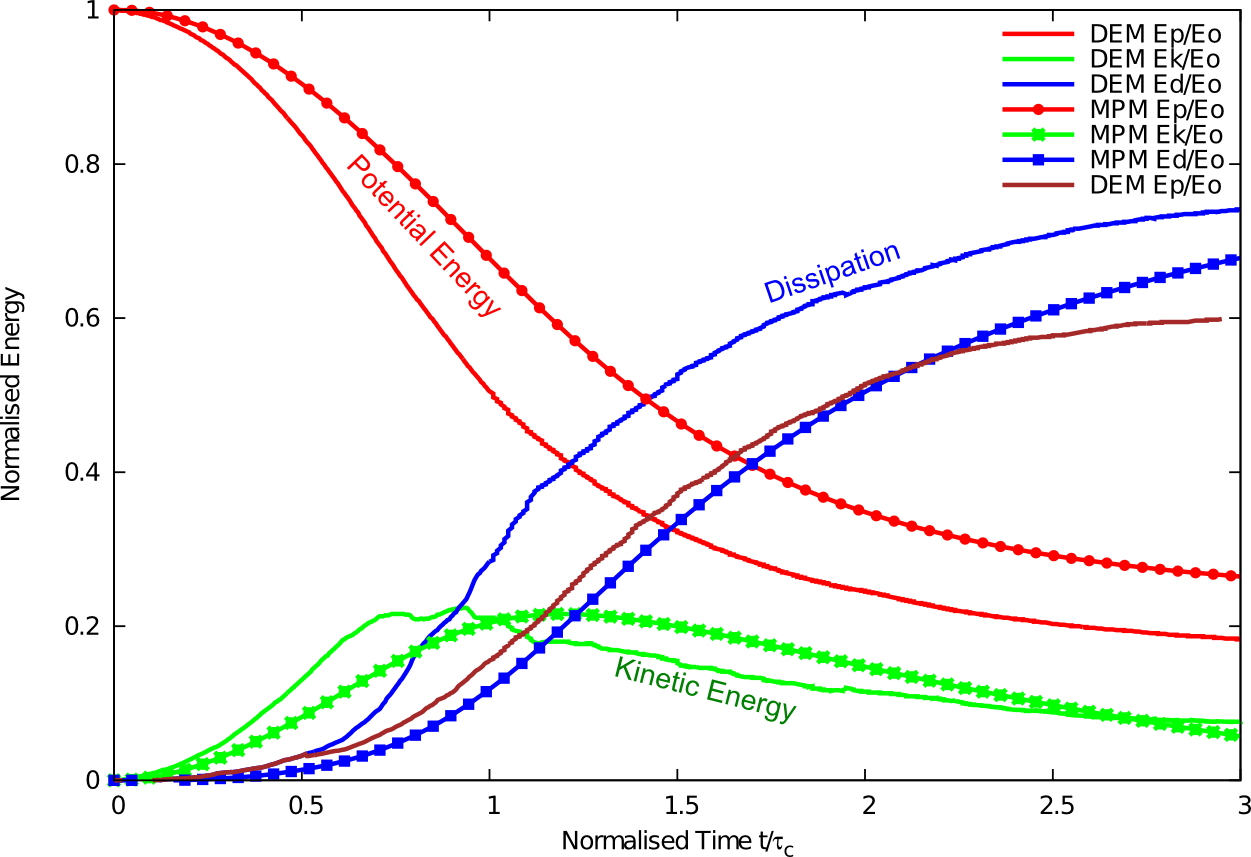 1
0.8
0.6
0.4
0.2
0
Normalised Energy
DEM Ep/Eo
DEM Ek/Eo
DEM Ed/Eo
MPM Ep/Eo
MPM Ek/Eo
MPM Ed/Eo
DEM Ep/Eo
Potential Energy
Dissipation
Kinetic Energy
0 0.5 1 1.5 2 2.5 3
Normalised Time t/τc